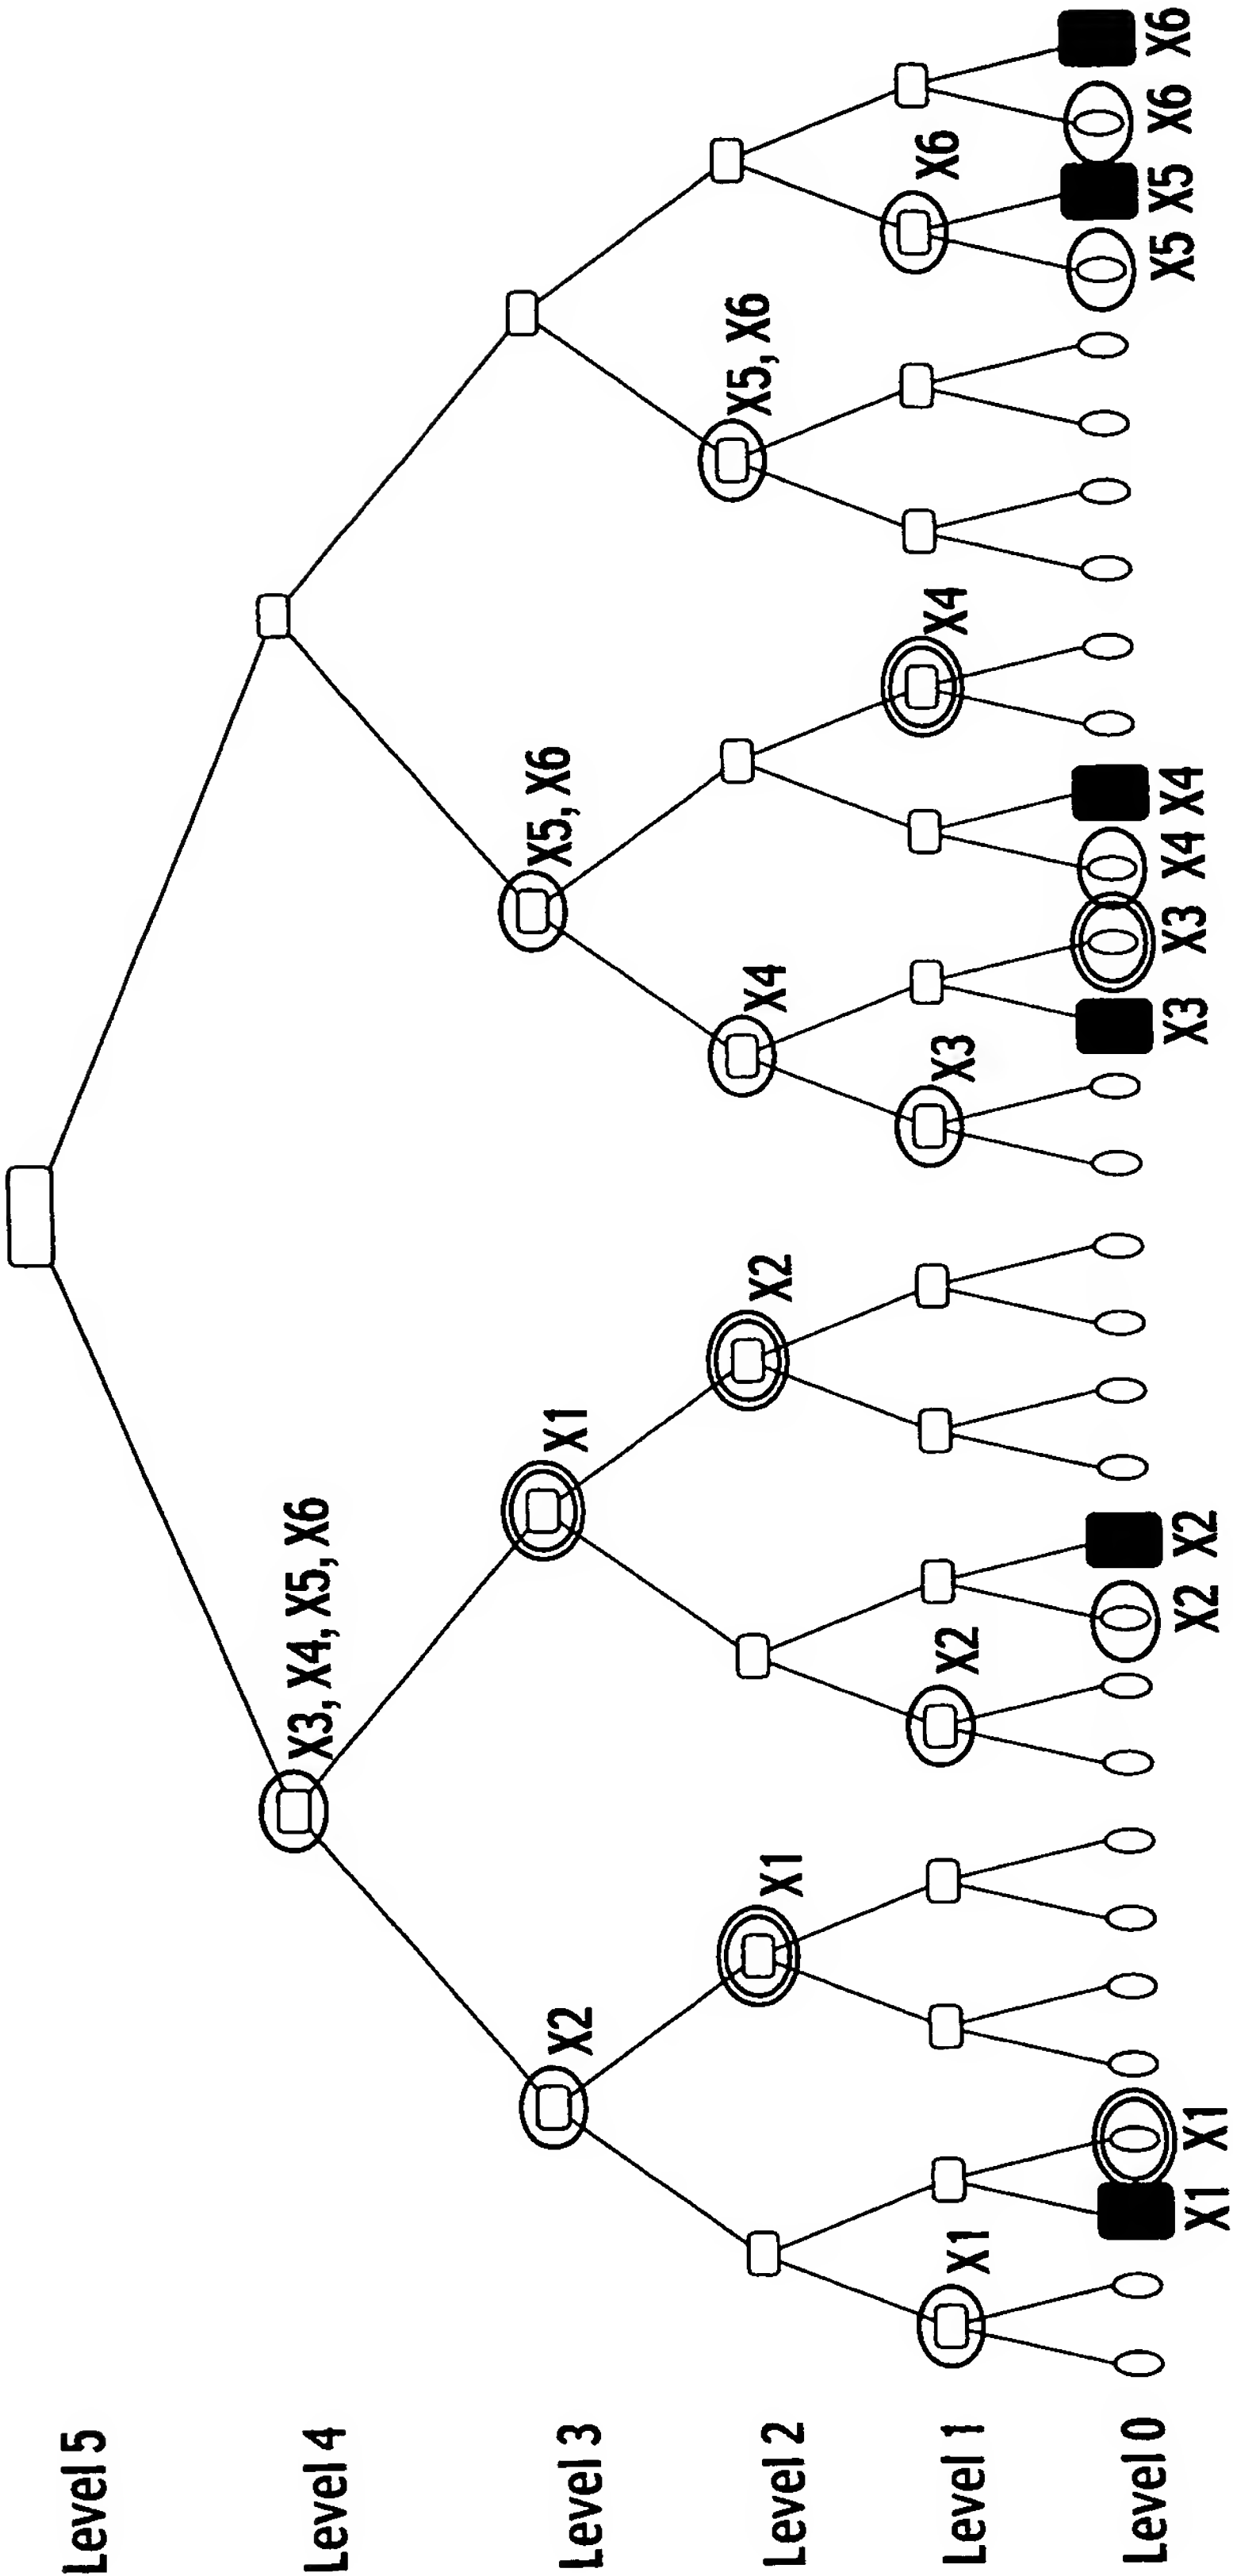 Level 5
Level 4
X3, X4, X5, X6
Level 3
X2
X1
X5, X6
Level 2
X1
X2
X4
X5, X6
Level 1
X1
X2
X3
X4
X6
Level 0
X1
X1
X2
X2
X3
X3
X4
X4
X5
X5
X6
X6